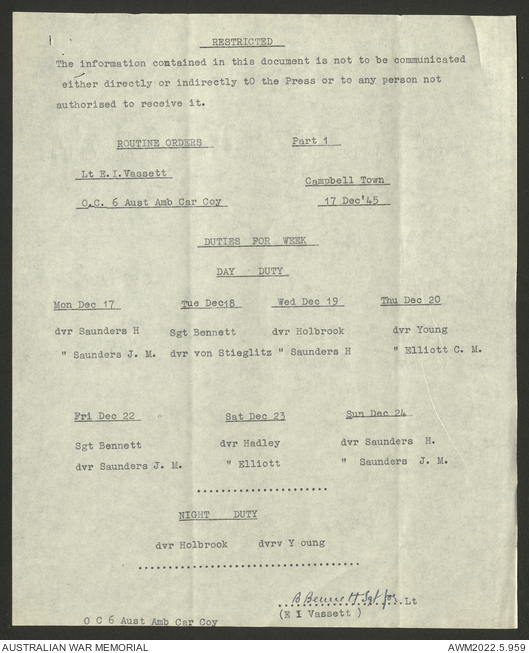 RESTRICTED
The information contained in this document is not to be communicated
either directly or indirectly tO the Press or to any person not
authorised to receive it.
ROUTINE ORDERS Part 1
Lt E.I.Vassett Campbell Town
O.C. 6 Aust Amb Car Coy 17 Dec'45
DUTIES FOR WEEK
DAY DUTY
Mon Dec 17 Tue Dec18 Wed Dec 19 Thu Dec 20
dvr Saunders H Sgt Bennett dvr Holbrook dvr Young
" Saunders J. M. dvr von Stieglitz " Saunders H " Elliott C. M.
Fri Dec 22 Sat Dec 23 Sun Dec 24
Sgt Bennett dvr Hadley dvr Saunders H.
dvr Saunders J. M. " Elliott " Saunders J. M.
......................
NIGHT DUTY
dvr Holbrook dvrv Y oung
.....................................
B Bennett Sgt for Lt
(E I Vassett )
O C 6 Aust Amb Car Coy
AUSTRALIAN WAR MEMORIAL AWM2022.5.959